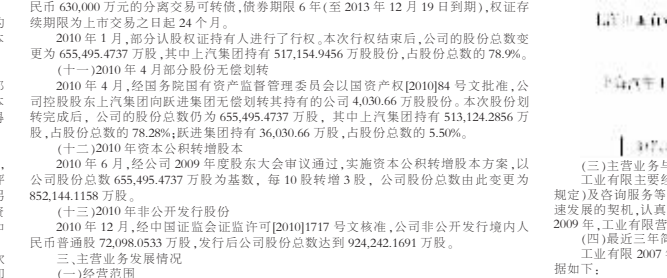 民币 630,000 万元的分离交易可转债,债券期限 6 年(至 2013 年 12 月 19 日到期),权证存
续期限为上市交易之日起 24 个月。
2010 年 1 月,部分认股权证持有人进行了行权。本次行权结束后,公司的股份总数变
更为 655,495.4737 万股,其中上汽集团持有 517,154.9456 万股股份,占股份总数的 78.9%。
(十一)2010 年 4 月部分股份无偿划转
2010 年 4 月,经国务院国有资产监督管理委员会以国资产权[2010]84 号文批准,公
司控股股东上汽集团向跃进集团无偿划转其持有的公司 4,030.66 万股股份。本次股份划
转完成后，公司的股份总数仍为 655,495.4737 万股，其中上汽集团持有 513,124.2856 万
股,占股份总数的 78.28%;跃进集团持有 36,030.66 万股,占股份总数的 5.50%。
(十二)2010 年资本公积转增股本
2010 年 6 月,经公司 2009 年度股东大会审议通过,实施资本公积转增股本方案,以
公司股份总数 655,495.4737 万股为基数，每 10 股转增 3 股，公司股份总数由此变更为
852,144.1158 万股。
(十三)2010 年非公开发行股份
2010 年 12 月,经中国证监会证监许可[2010]1717 号文核准,公司非公开发行境内人
民币普通股 72,098.0533 万股,发行后公司股份总数达到 924,242.1691 万股。
三、主营业务发展情况
(一)经营范围
(三)主营业务与
工业有限主要经
规定)及咨询服务等
速发展的契机,认真
2009 年,工业有限营
(四)最近三年简
工业有限 2007
据如下: